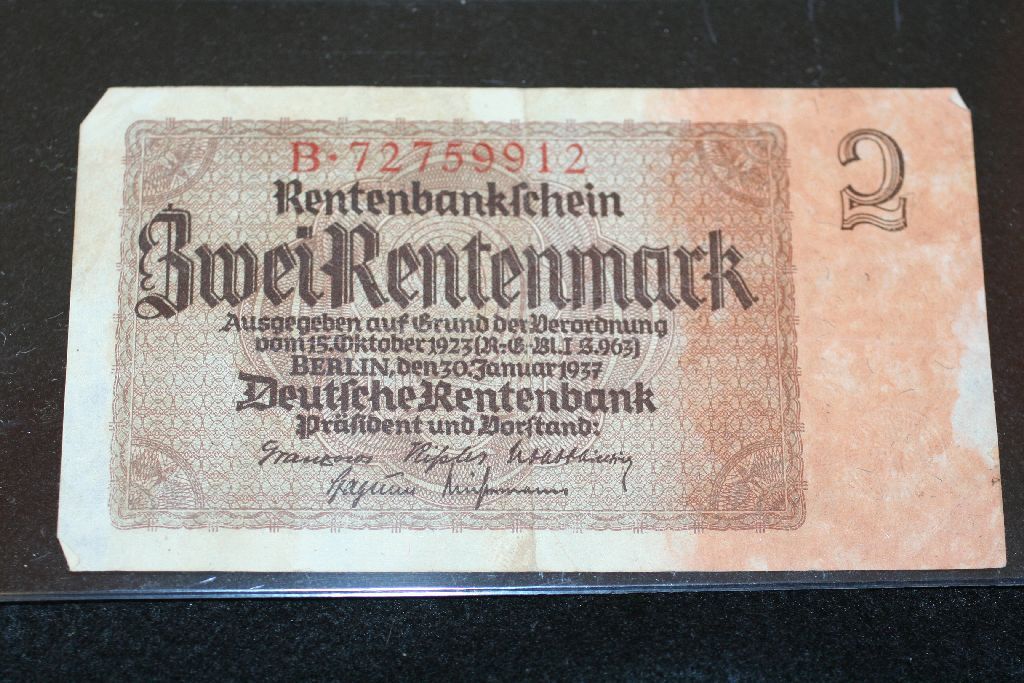 B·72759912
2
Rentenbankſchein
Zwei Rentenmark
Ausgegeben auf Grund der Verordnung
vom 15. Oktober 1923 (R.-G.-Bl. I S. 963)
BERLIN, den 30. Januar 1937
Deutſche Rentenbank
Präſident und Vorſtand: